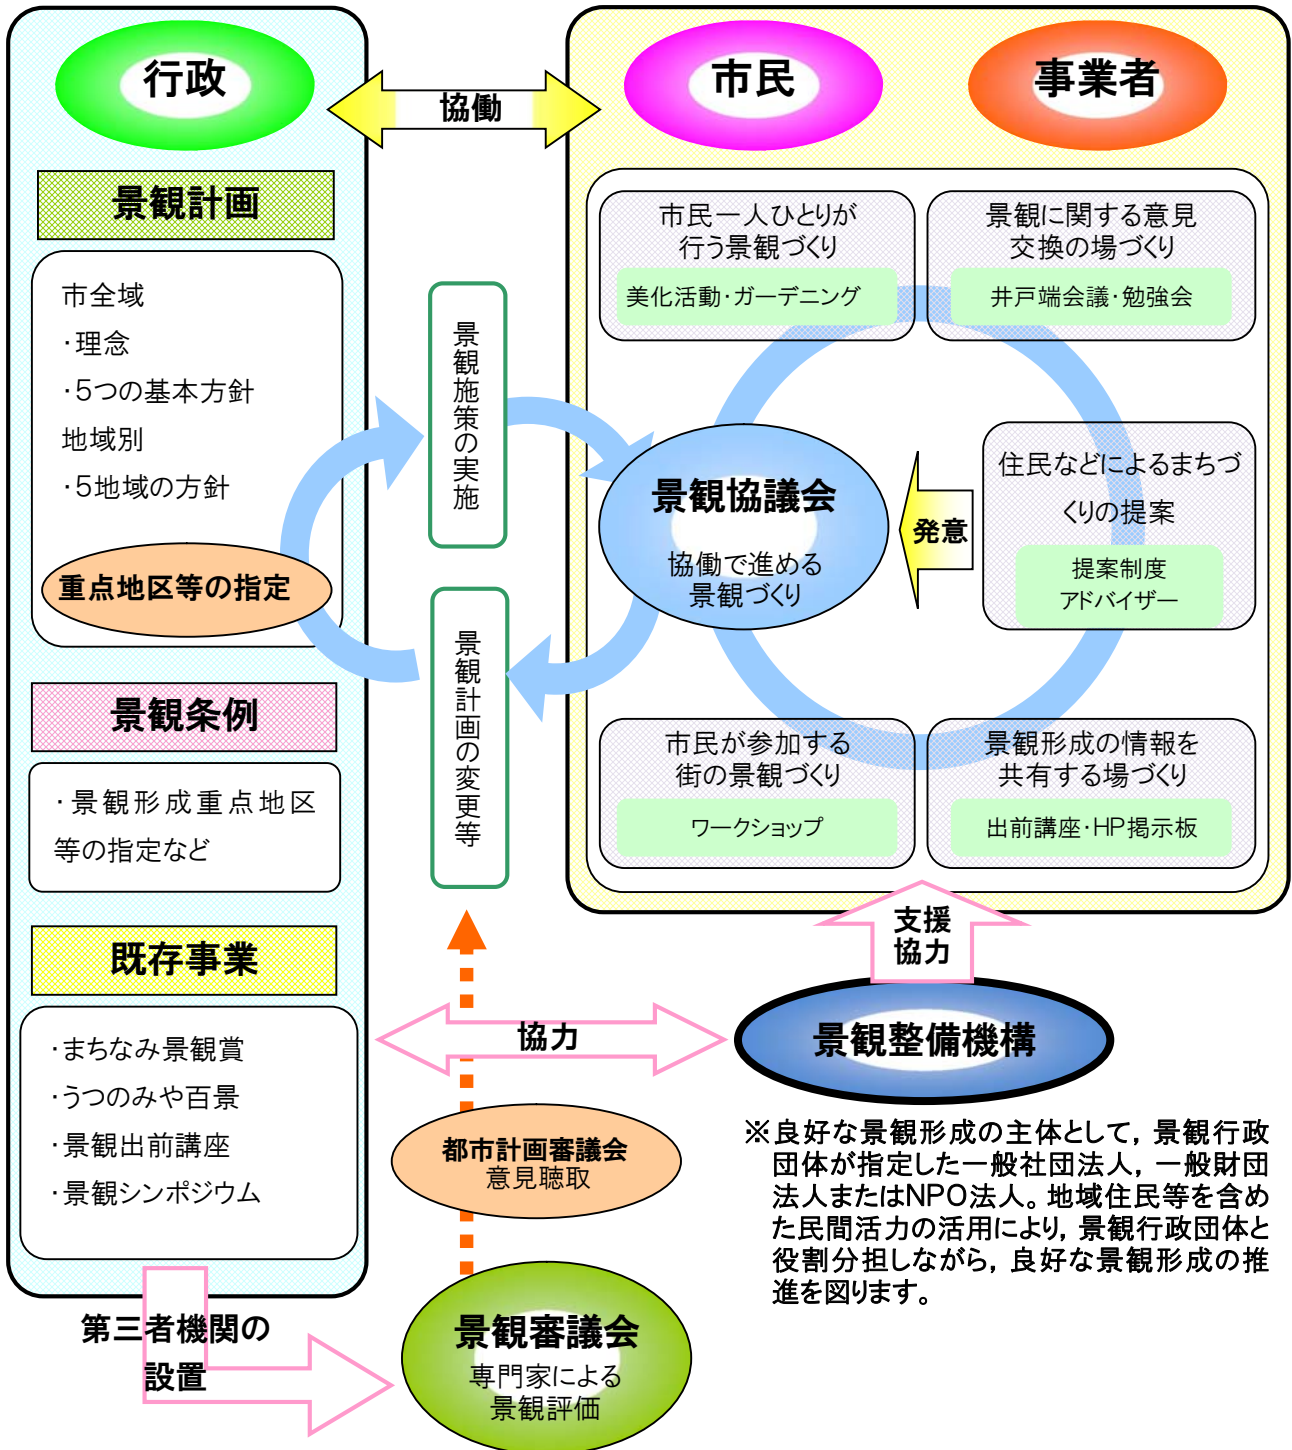 行政
協働
市民
事業者
景観計画
市全域
・理念
・5つの基本方針
地域別
・5地域の方針
重点地区等の指定
景観条例
・景観形成重点地区
等の指定など
既存事業
・まちなみ景観賞
・うつのみや百景
・景観出前講座
・景観シンポジウム
第三者機関の
設置
景観施策の実施
景観計画の変更等
市民一人ひとりが
行う景観づくり
美化活動・ガーデニング
景観に関する意見
交換の場づくり
井戸端会議・勉強会
景観協議会
協働で進める
景観づくり
発意
住民などによるまちづ
くりの提案
提案制度
アドバイザー
市民が参加する
街の景観づくり
ワークショップ
景観形成の情報を
共有する場づくり
出前講座・HP掲示板
支援
協力
協力
景観整備機構
都市計画審議会
意見聴取
景観審議会
専門家による
景観評価
※良好な景観形成の主体として，景観行政
団体が指定した一般社団法人，一般財団
法人またはNPO法人。地域住民等を含め
た民間活力の活用により，景観行政団体と
役割分担しながら，良好な景観形成の推
進を図ります。